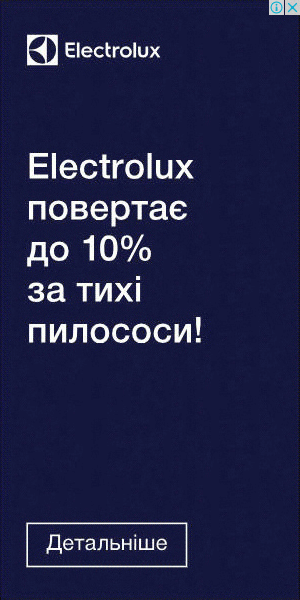 Electrolux
Electrolux
повертає
до 10%
за тихі
пилососи!
Детальніше